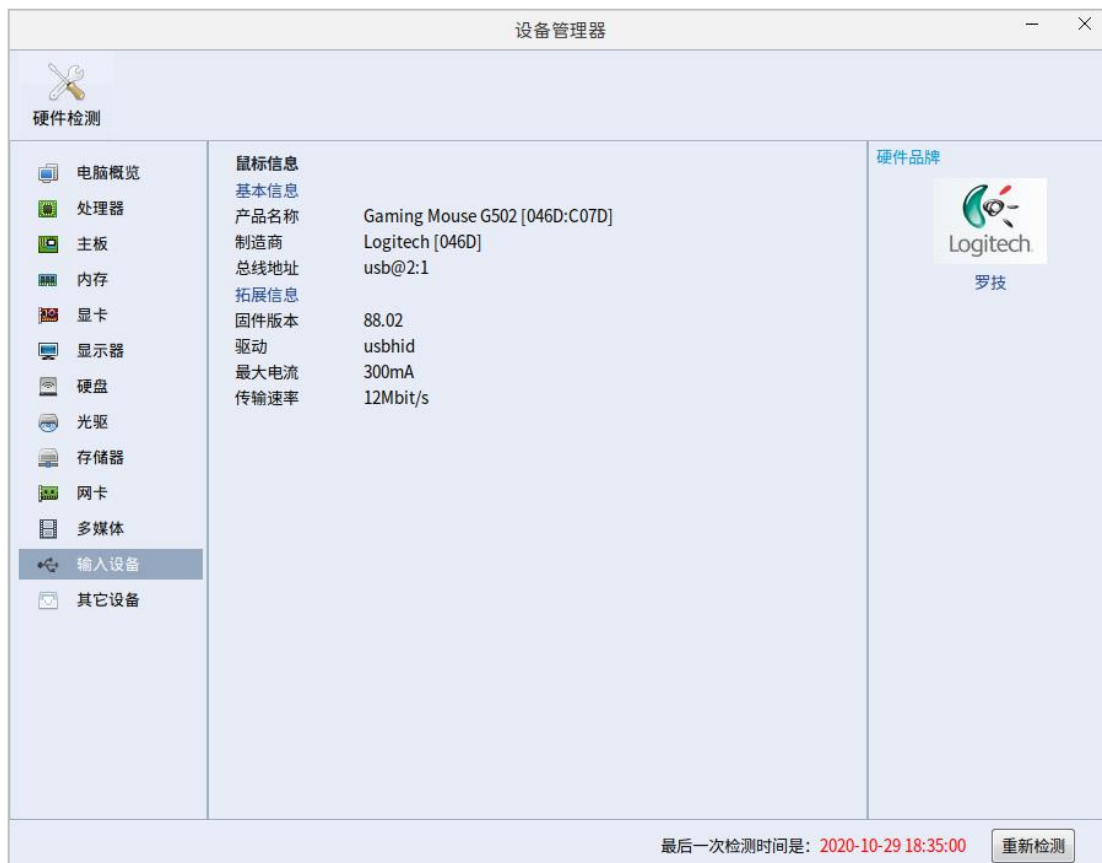 设备管理器
硬件检测
电脑概览
处理器
主板
内存
显卡
显示器
硬盘
光驱
存储器
网卡
多媒体
输入设备
其它设备
鼠标信息
基本信息
产品名称 Gaming Mouse G502 [046D:C07D]
制造商 Logitech [046D]
总线地址 usb@2:1
拓展信息
固件版本 88.02
驱动 usbhid
最大电流 300mA
传输速率 12Mbit/s
硬件品牌
Logitech
罗技
最后一次检测时间是：2020-10-29 18:35:00 重新检测